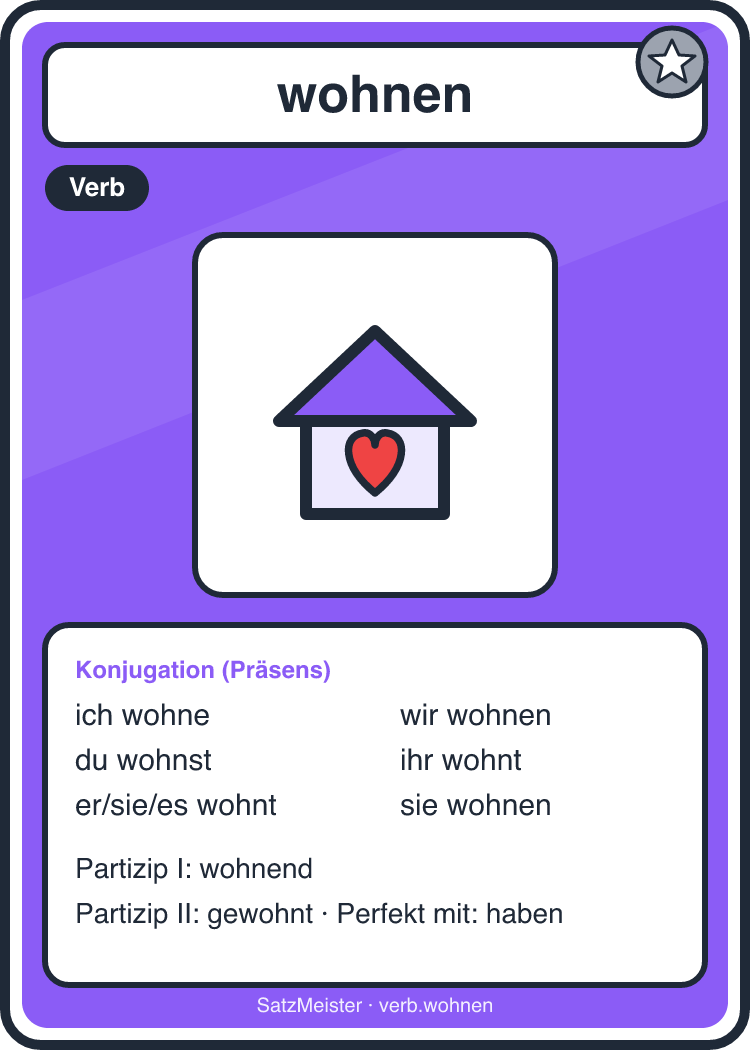 wohnen
Verb
Konjugation (Präsens)
ich wohne
wir wohnen
du wohnst
ihr wohnt
er/sie/es wohnt
sie wohnen
Partizip I: wohnend
Partizip II: gewohnt · Perfekt mit: haben
SatzMeister · verb.wohnen